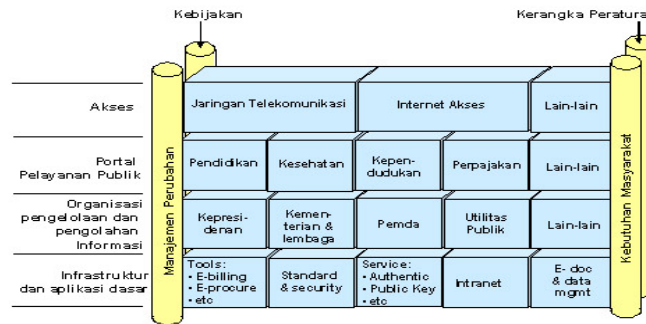 Kebijakan
Kerangka Peratura
Akses
Jaringan Telekomunikasi
Internet Akses
Lain-lain
Portal
Pelayanan Publik
Pendidikan
Kesehatan
Kepen-
dudukan
Perpajakan
Lain-lain
Organisasi
pengelolaan dan
pengolahan
Informasi
Kepresi-
denan
Kemen-
terian &
lembaga
Pemda
Utilitas
Publik
Lain-lain
Infrastruktur
dan aplikasi dasar
Tools:
• E-billing
• E-procure
• etc
Standard
& security
Service:
• Authentic
• Public Key
• etc
Intranet
E- doc
& data
mgmt
Manajemen Perubahan
Kebutuhan Masyarakat